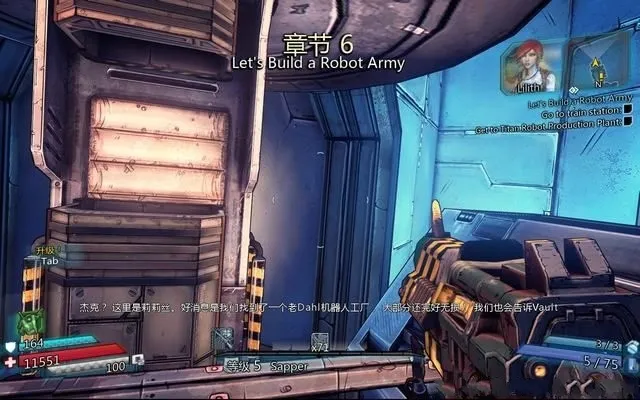 章节 6
Let's Build a Robot Army
Lilith
N
Let's Build a Robot Army
Go to train station:
Get to Titan Robot Production Plant:
升级!
Tab
杰克? 这里是莉莉丝。好消息是我们找到了一个老Dahl机器人工厂 大部分还完好无损 我们也会告诉Vault
164
11551
100
x71
等级 5 Sapper
3/3
5/75